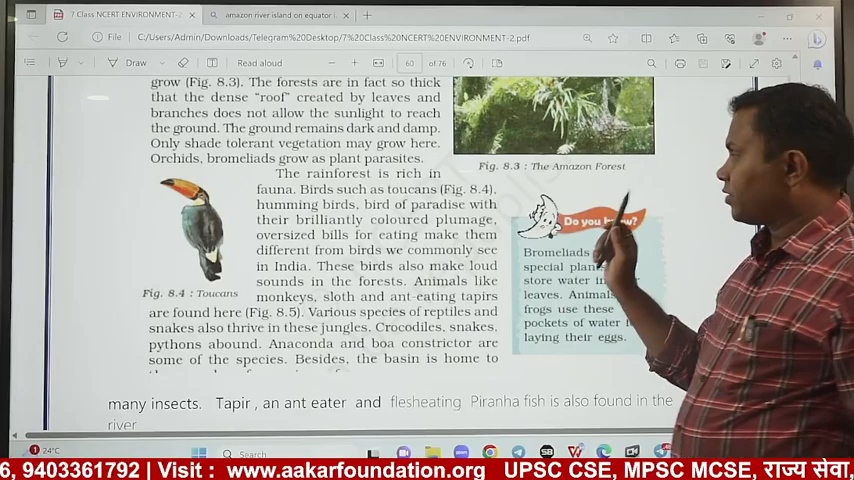 7 Class NCERT ENVIRONMENT-2
amazon river island on equator l
File
C:/Users/Admin/Downloads/Telegram Desktop/7%20Class%20NCERT%20ENVIRONMENT-2.pdf
Draw
Read aloud
60 of 76
grow (Fig. 8.3). The forests are in fact so thick
that the dense “roof” created by leaves and
branches does not allow the sunlight to reach
the ground. The ground remains dark and damp.
Only shade tolerant vegetation may grow here.
Orchids, bromeliads grow as plant parasites.
The rainforest is rich in
fauna. Birds such as toucans (Fig. 8.4),
humming birds, bird of paradise with
their brilliantly coloured plumage,
oversized bills for eating make them
different from birds we commonly see
in India. These birds also make loud
sounds in the forests. Animals like
monkeys, sloth and ant-eating tapirs
are found here (Fig. 8.5). Various species of reptiles and
snakes also thrive in these jungles. Crocodiles, snakes,
pythons abound. Anaconda and boa constrictor are
some of the species. Besides, the basin is home to
Fig. 8.4 : Toucans
Fig. 8.3 : The Amazon Forest
Do you know?
Bromeliads
special plan
store water in
leaves. Animals
frogs use these
pockets of water
laying their eggs.
many insects. Tapir , an ant eater and flesheating Piranha fish is also found in the
river
1
24°C
Search
6, 9403361792 | Visit : www.aakarfoundation.org UPSC CSE, MPSC MCSE, राज्य सेवा,